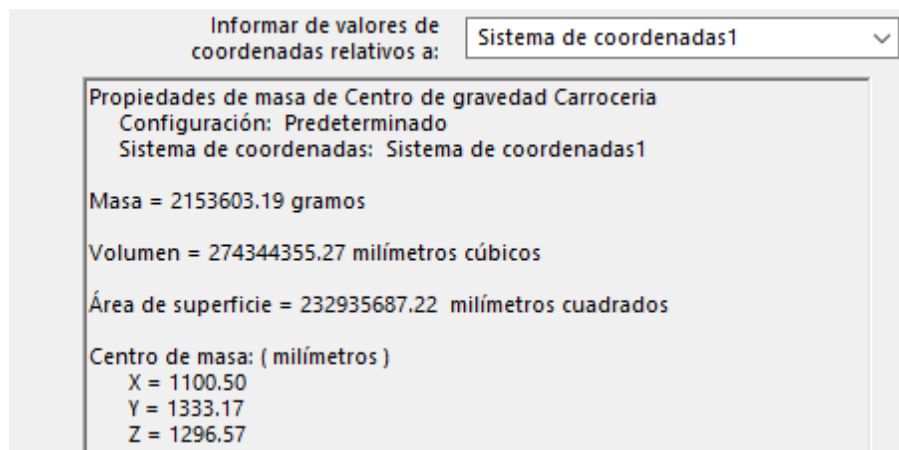 Informar de valores de
coordenadas relativos a:
Sistema de coordenadas1
Propiedades de masa de Centro de gravedad Carroceria
Configuración: Predeterminado
Sistema de coordenadas: Sistema de coordenadas1
Masa = 2153603.19 gramos
Volumen = 274344355.27 milímetros cúbicos
Área de superficie = 232935687.22 milímetros cuadrados
Centro de masa: ( milímetros )
X = 1100.50
Y = 1333.17
Z = 1296.57